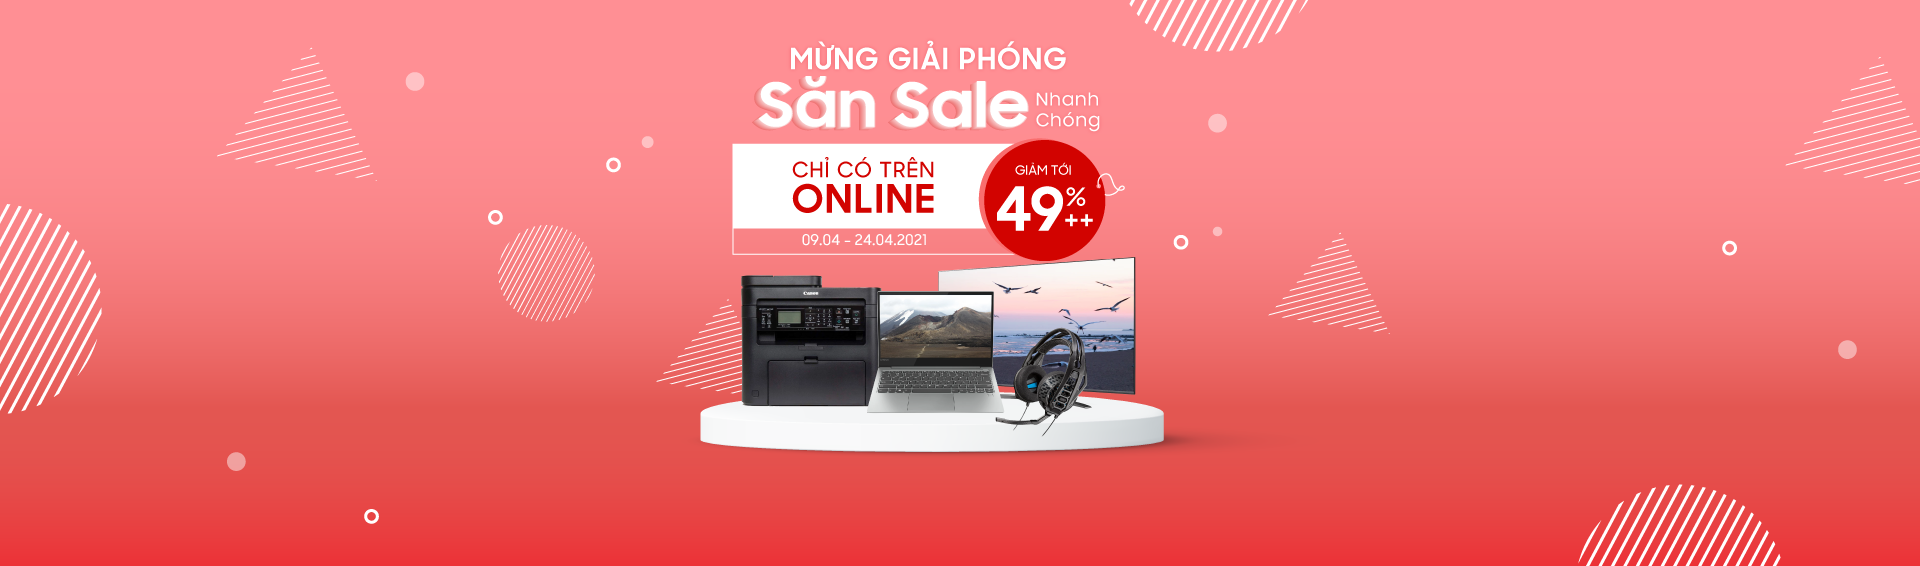 MỪNG GIẢI PHÓNG
Săn Sale Nhanh Chóng
CHỈ CÓ TRÊN
ONLINE
09.04 - 24.04.2021
GIẢM TỚI
49%++
Canon